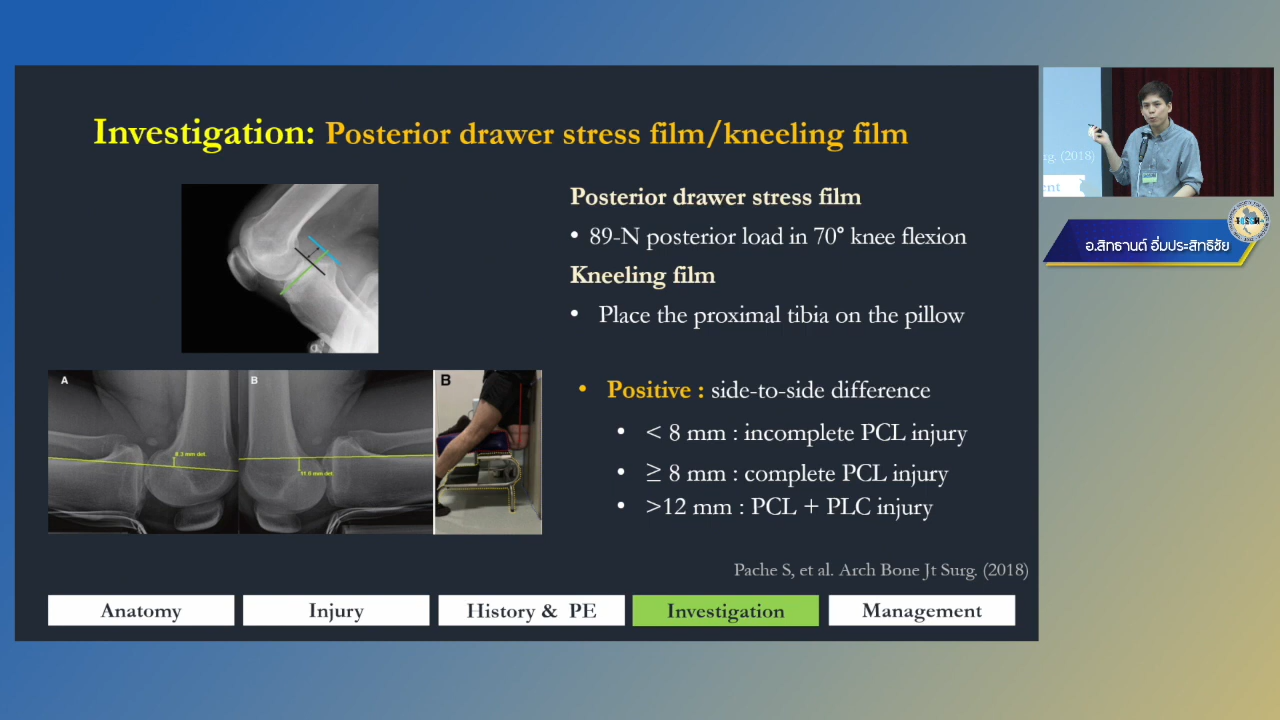 Investigation: Posterior drawer stress film/kneeling film
Posterior drawer stress film
• 89-N posterior load in 70° knee flexion
Kneeling film
• Place the proximal tibia on the pillow
• Positive : side-to-side difference
• < 8 mm : incomplete PCL injury
• ≥ 8 mm : complete PCL injury
• >12 mm : PCL + PLC injury
A
B
B
Pache S, et al. Arch Bone Jt Surg. (2018)
Anatomy
Injury
History & PE
Investigation
Management
rg. (2018)
ent
อ.สิทธานต์ อิ่มประสิทธิชัย